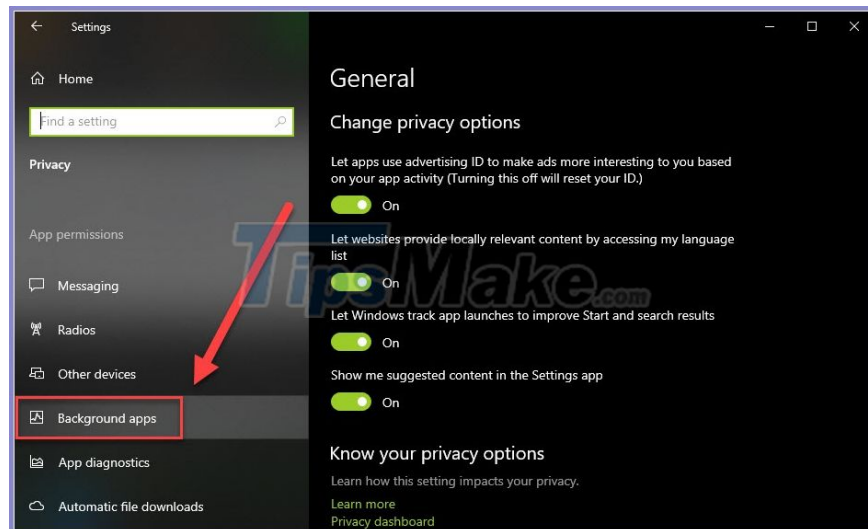 Settings
Home
Find a setting
Privacy
App permissions
Messaging
Radios
Other devices
Background apps
App diagnostics
Automatic file downloads
General
Change privacy options
Let apps use advertising ID to make ads more interesting to you based
on your app activity (Turning this off will reset your ID.)
On
Let websites provide locally relevant content by accessing my language
list
On
Let Windows track app launches to improve Start and search results
On
Show me suggested content in the Settings app
On
Know your privacy options
Learn how this setting impacts your privacy.
Learn more
Privacy dashboard
TipsMake.com